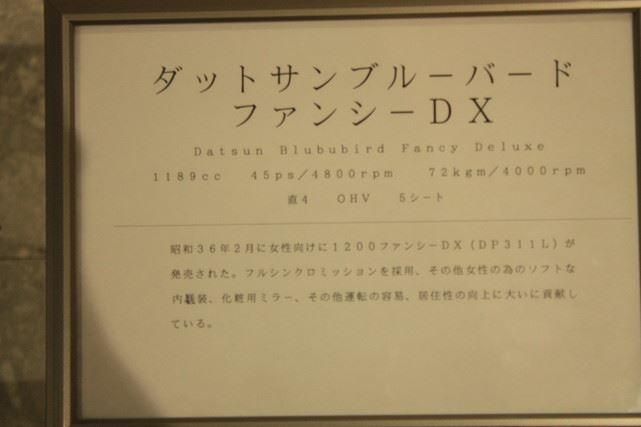 ダットサンブルーバード
ファンシーDX
Datsun Blububird Fancy Deluxe
1189cc 45ps/4800rpm 72kgm/4000rpm
直4 OHV 5シート
昭和36年2月に女性向けに1200ファンシーDX(DP311L)が
発売された。フルシンクロミッションを採用、その他女性の為のソフトな
内装、化粧用ミラー、その他運転の容易、居住性の向上に大いに貢献し
ている。